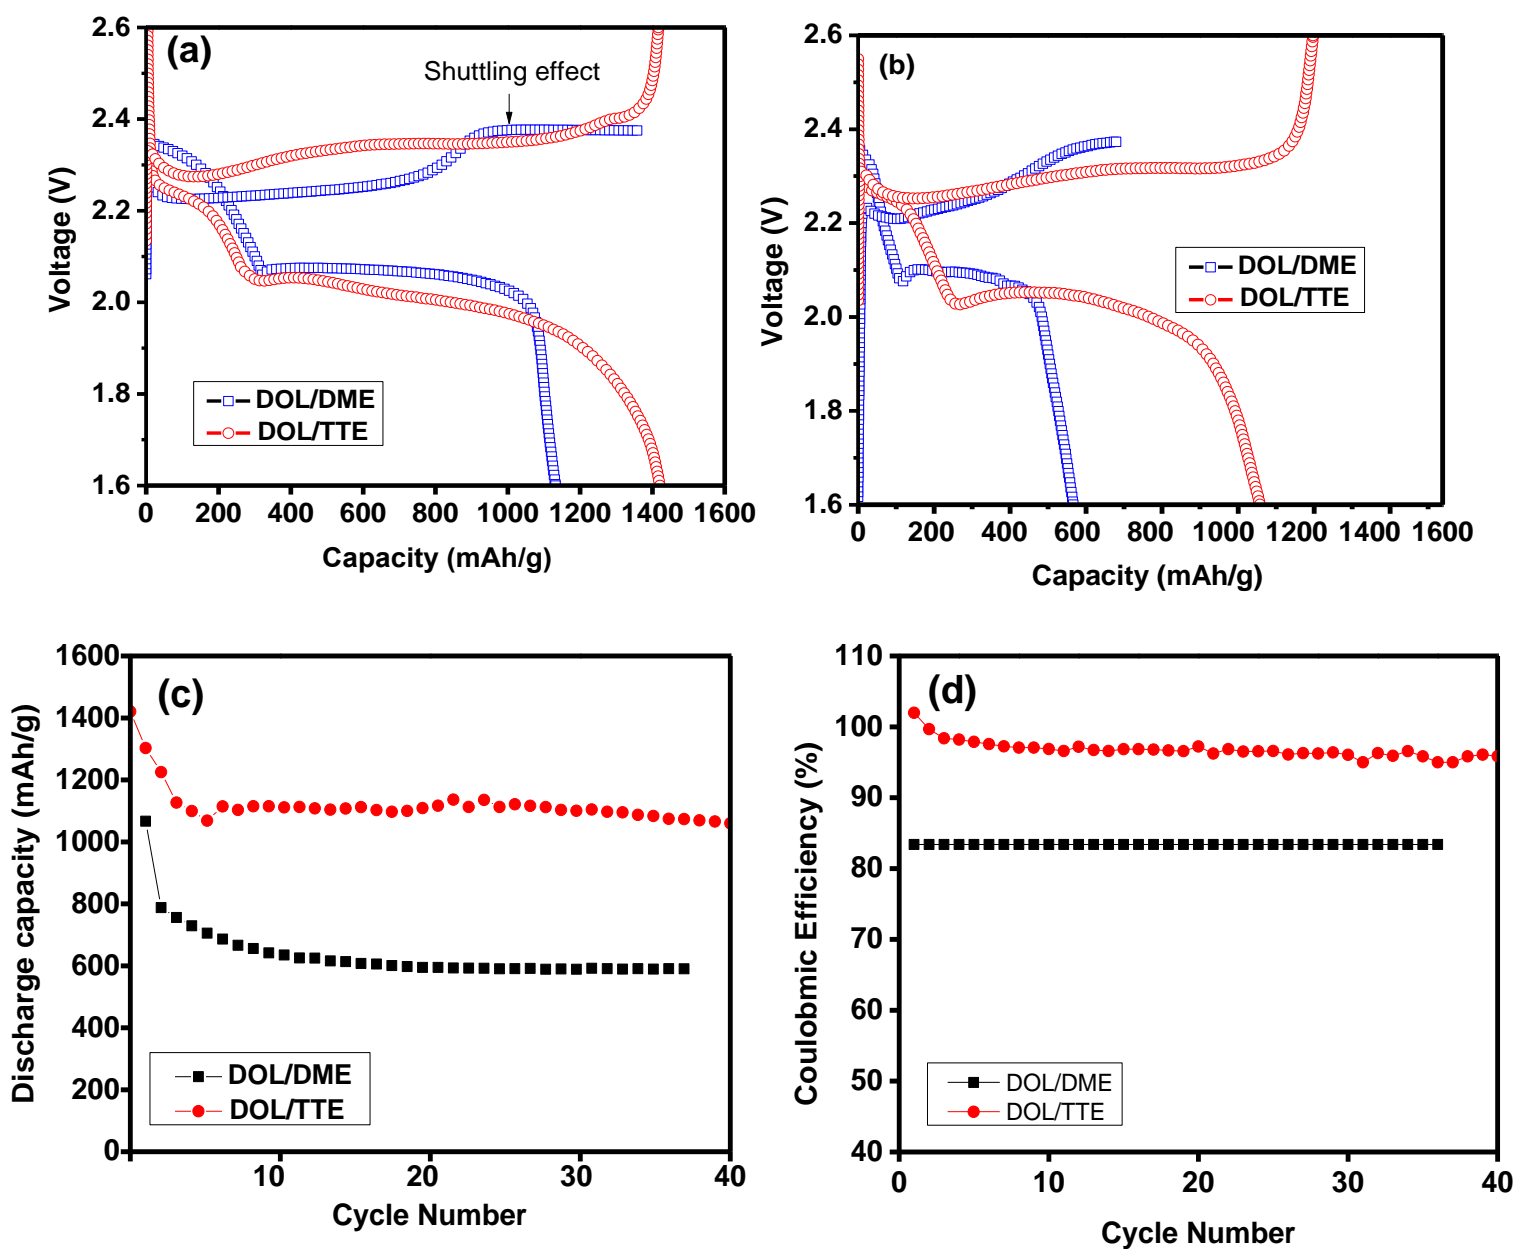 (a)
Shuttling effect
2.6
2.4
2.2
2.0
1.8
1.6
Voltage (V)
DOL/DME
DOL/TTE
0 200 400 600 800 1000 1200 1400 1600
Capacity (mAh/g)
(b)
2.6
2.4
2.2
2.0
1.8
1.6
Voltage (V)
DOL/DME
DOL/TTE
0 200 400 600 800 1000 1200 1400 1600
Capacity (mAh/g)
(c)
1600
1400
1200
1000
800
600
400
200
0
Discharge capacity (mAh/g)
DOL/DME
DOL/TTE
10 20 30 40
Cycle Number
(d)
110
100
90
80
70
60
50
40
Coulobmic Efficiency (%)
DOL/DME
DOL/TTE
0 10 20 30 40
Cycle Number